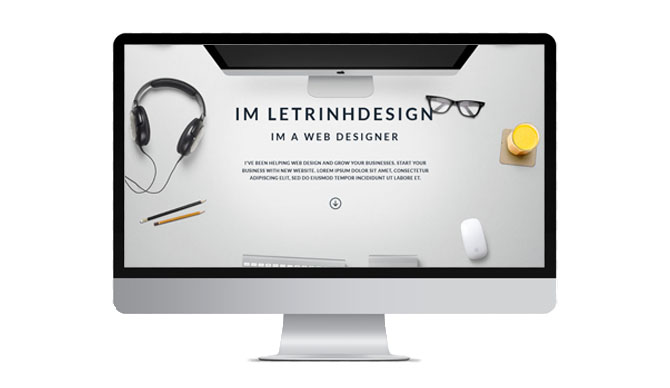 IM LETRINHDESIGN
IM A WEB DESIGNER
I'VE BEEN HELPING WEB DESIGN AND GROW YOUR BUSINESSES. START YOUR
BUSINESS WITH NEW WEBSITE. LOREM IPSUM DOLOR SIT AMET, CONSECTETUR
ADIPISCING ELIT, SED DO EIUSMOD TEMPOR INCIDIDUNT UT LABORE ET.